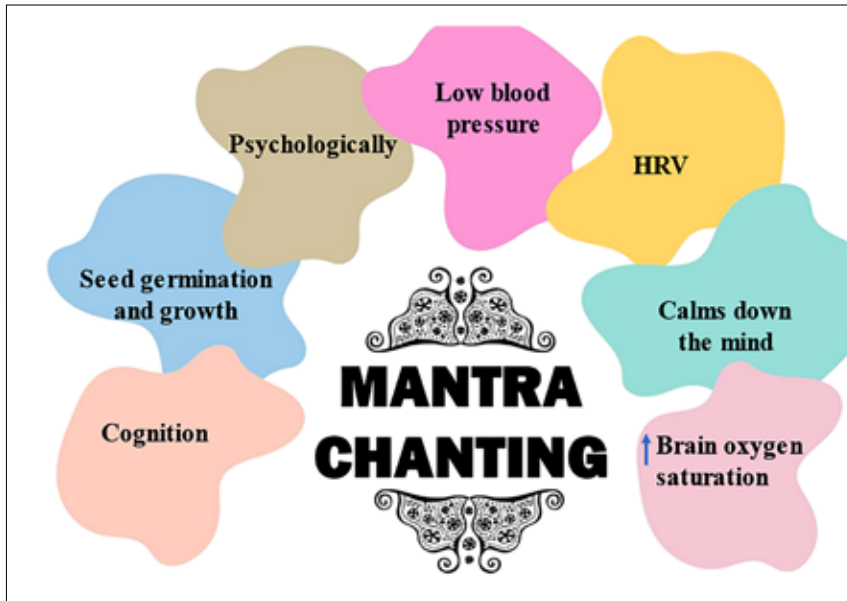 Low blood
pressure
Psychologically
HRV
Seed germination
and growth
Calms down
the mind
MANTRA
CHANTING
Cognition
Brain oxygen
saturation